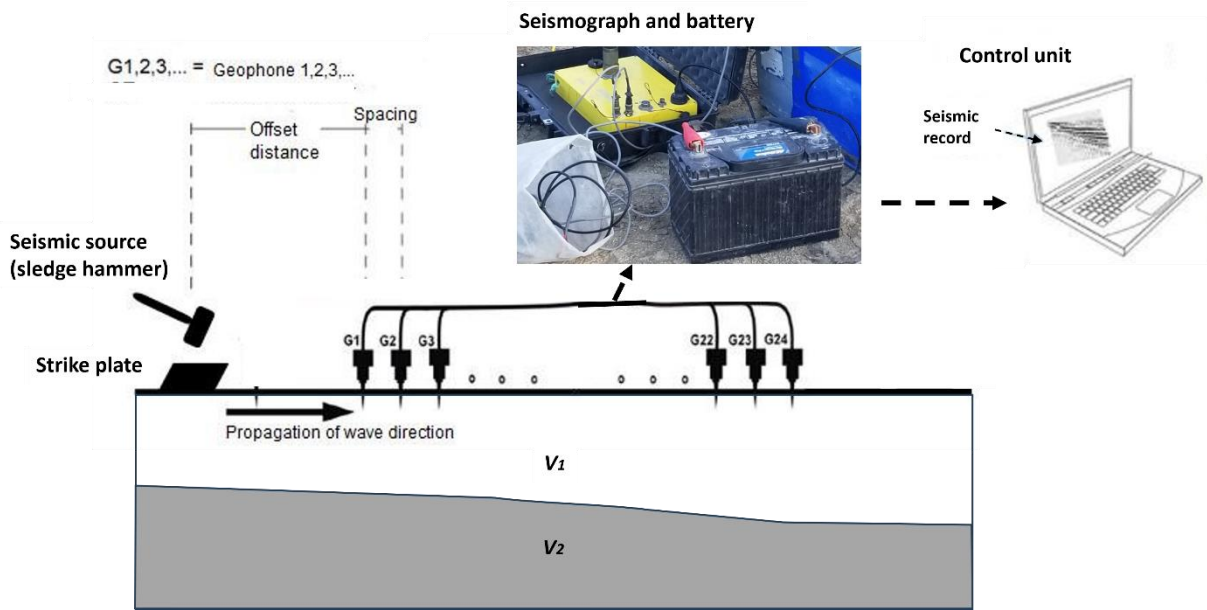 Seismograph and battery
G1,2,3,... = Geophone 1,2,3,...
Control unit
Seismic
record
Spacing
Offset
distance
Seismic source
(sledge hammer)
Strike plate
G1
G2
G3
G22
G23
G24
Propagation of wave direction
V1
V2